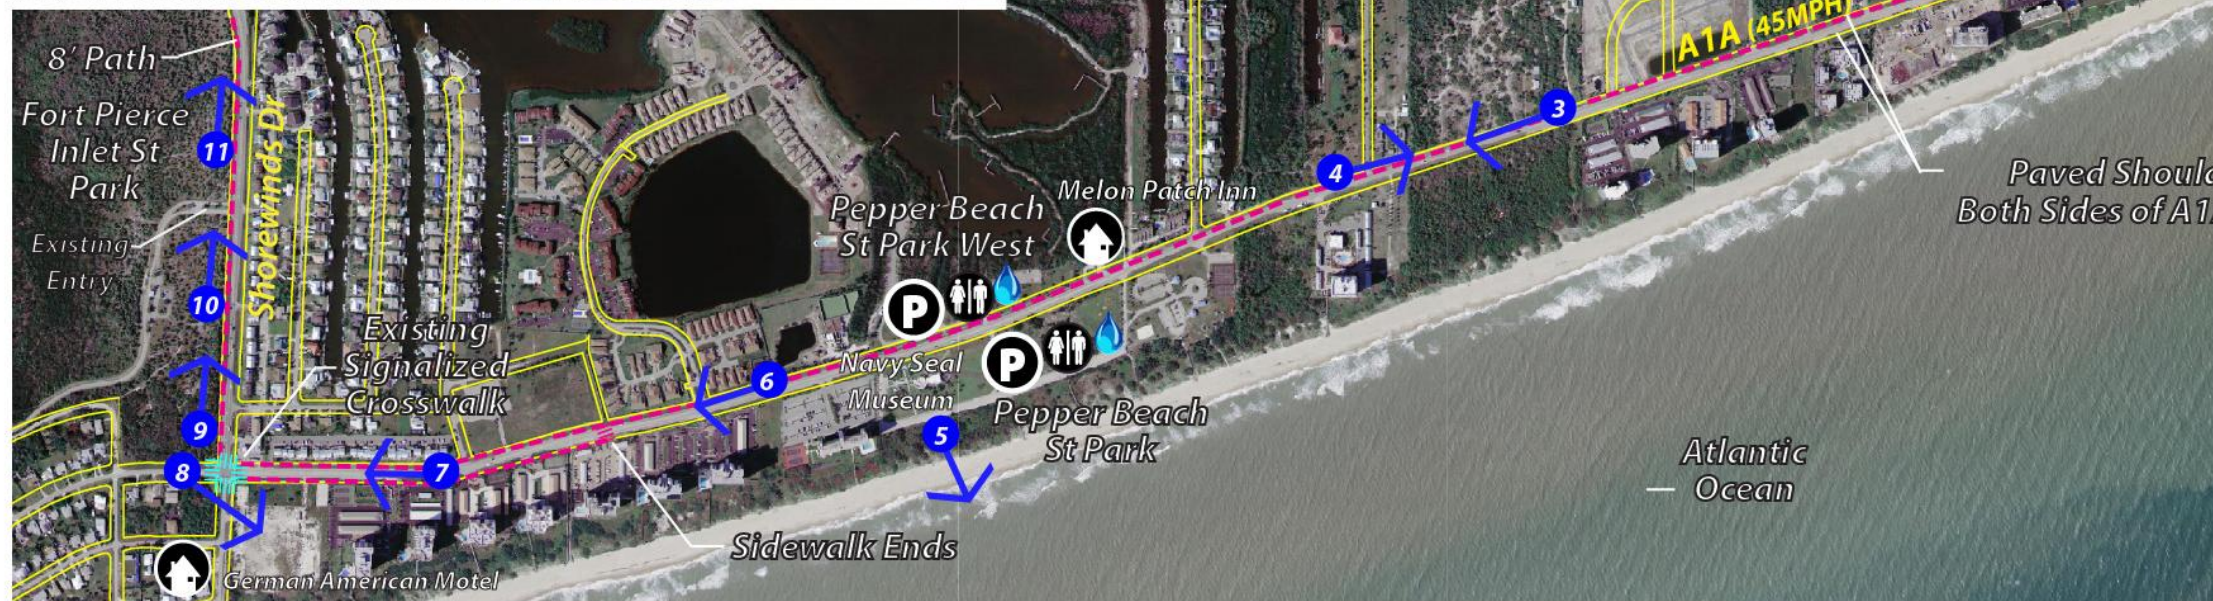 8' Path
Fort Pierce
Inlet St
Park
11
Shorewinds Dr
Existing
Entry
10
Existing
Signalized
Crosswalk
9
8
7
German American Motel
Sidewalk Ends
6
Navy Seal
Museum
5
Pepper Beach
St Park West
P
P
Pepper Beach
St Park
Melon Patch Inn
4
3
A1A (45MPH)
Paved
Both Sides of
Atlantic
Ocean